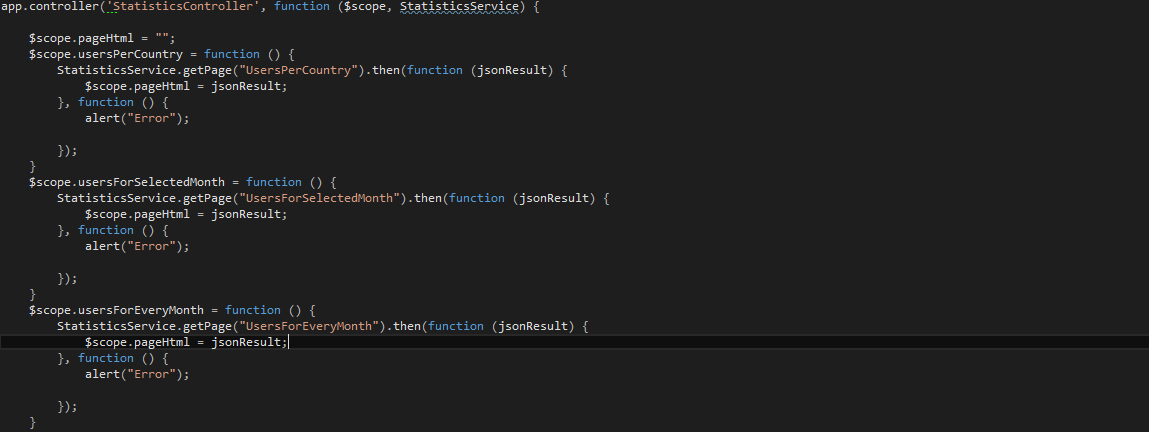 app.controller('StatisticsController', function ($scope, StatisticsService) {
$scope.pageHtml = "";
$scope.usersPerCountry = function () {
StatisticsService.getPage("UsersPerCountry").then(function (jsonResult) {
$scope.pageHtml = jsonResult;
}, function () {
alert("Error");
});
}
$scope.usersForSelectedMonth = function () {
StatisticsService.getPage("UsersForSelectedMonth").then(function (jsonResult) {
$scope.pageHtml = jsonResult;
}, function () {
alert("Error");
});
}
$scope.usersForEveryMonth = function () {
StatisticsService.getPage("UsersForEveryMonth").then(function (jsonResult) {
$scope.pageHtml = jsonResult;
}, function () {
alert("Error");
});
}